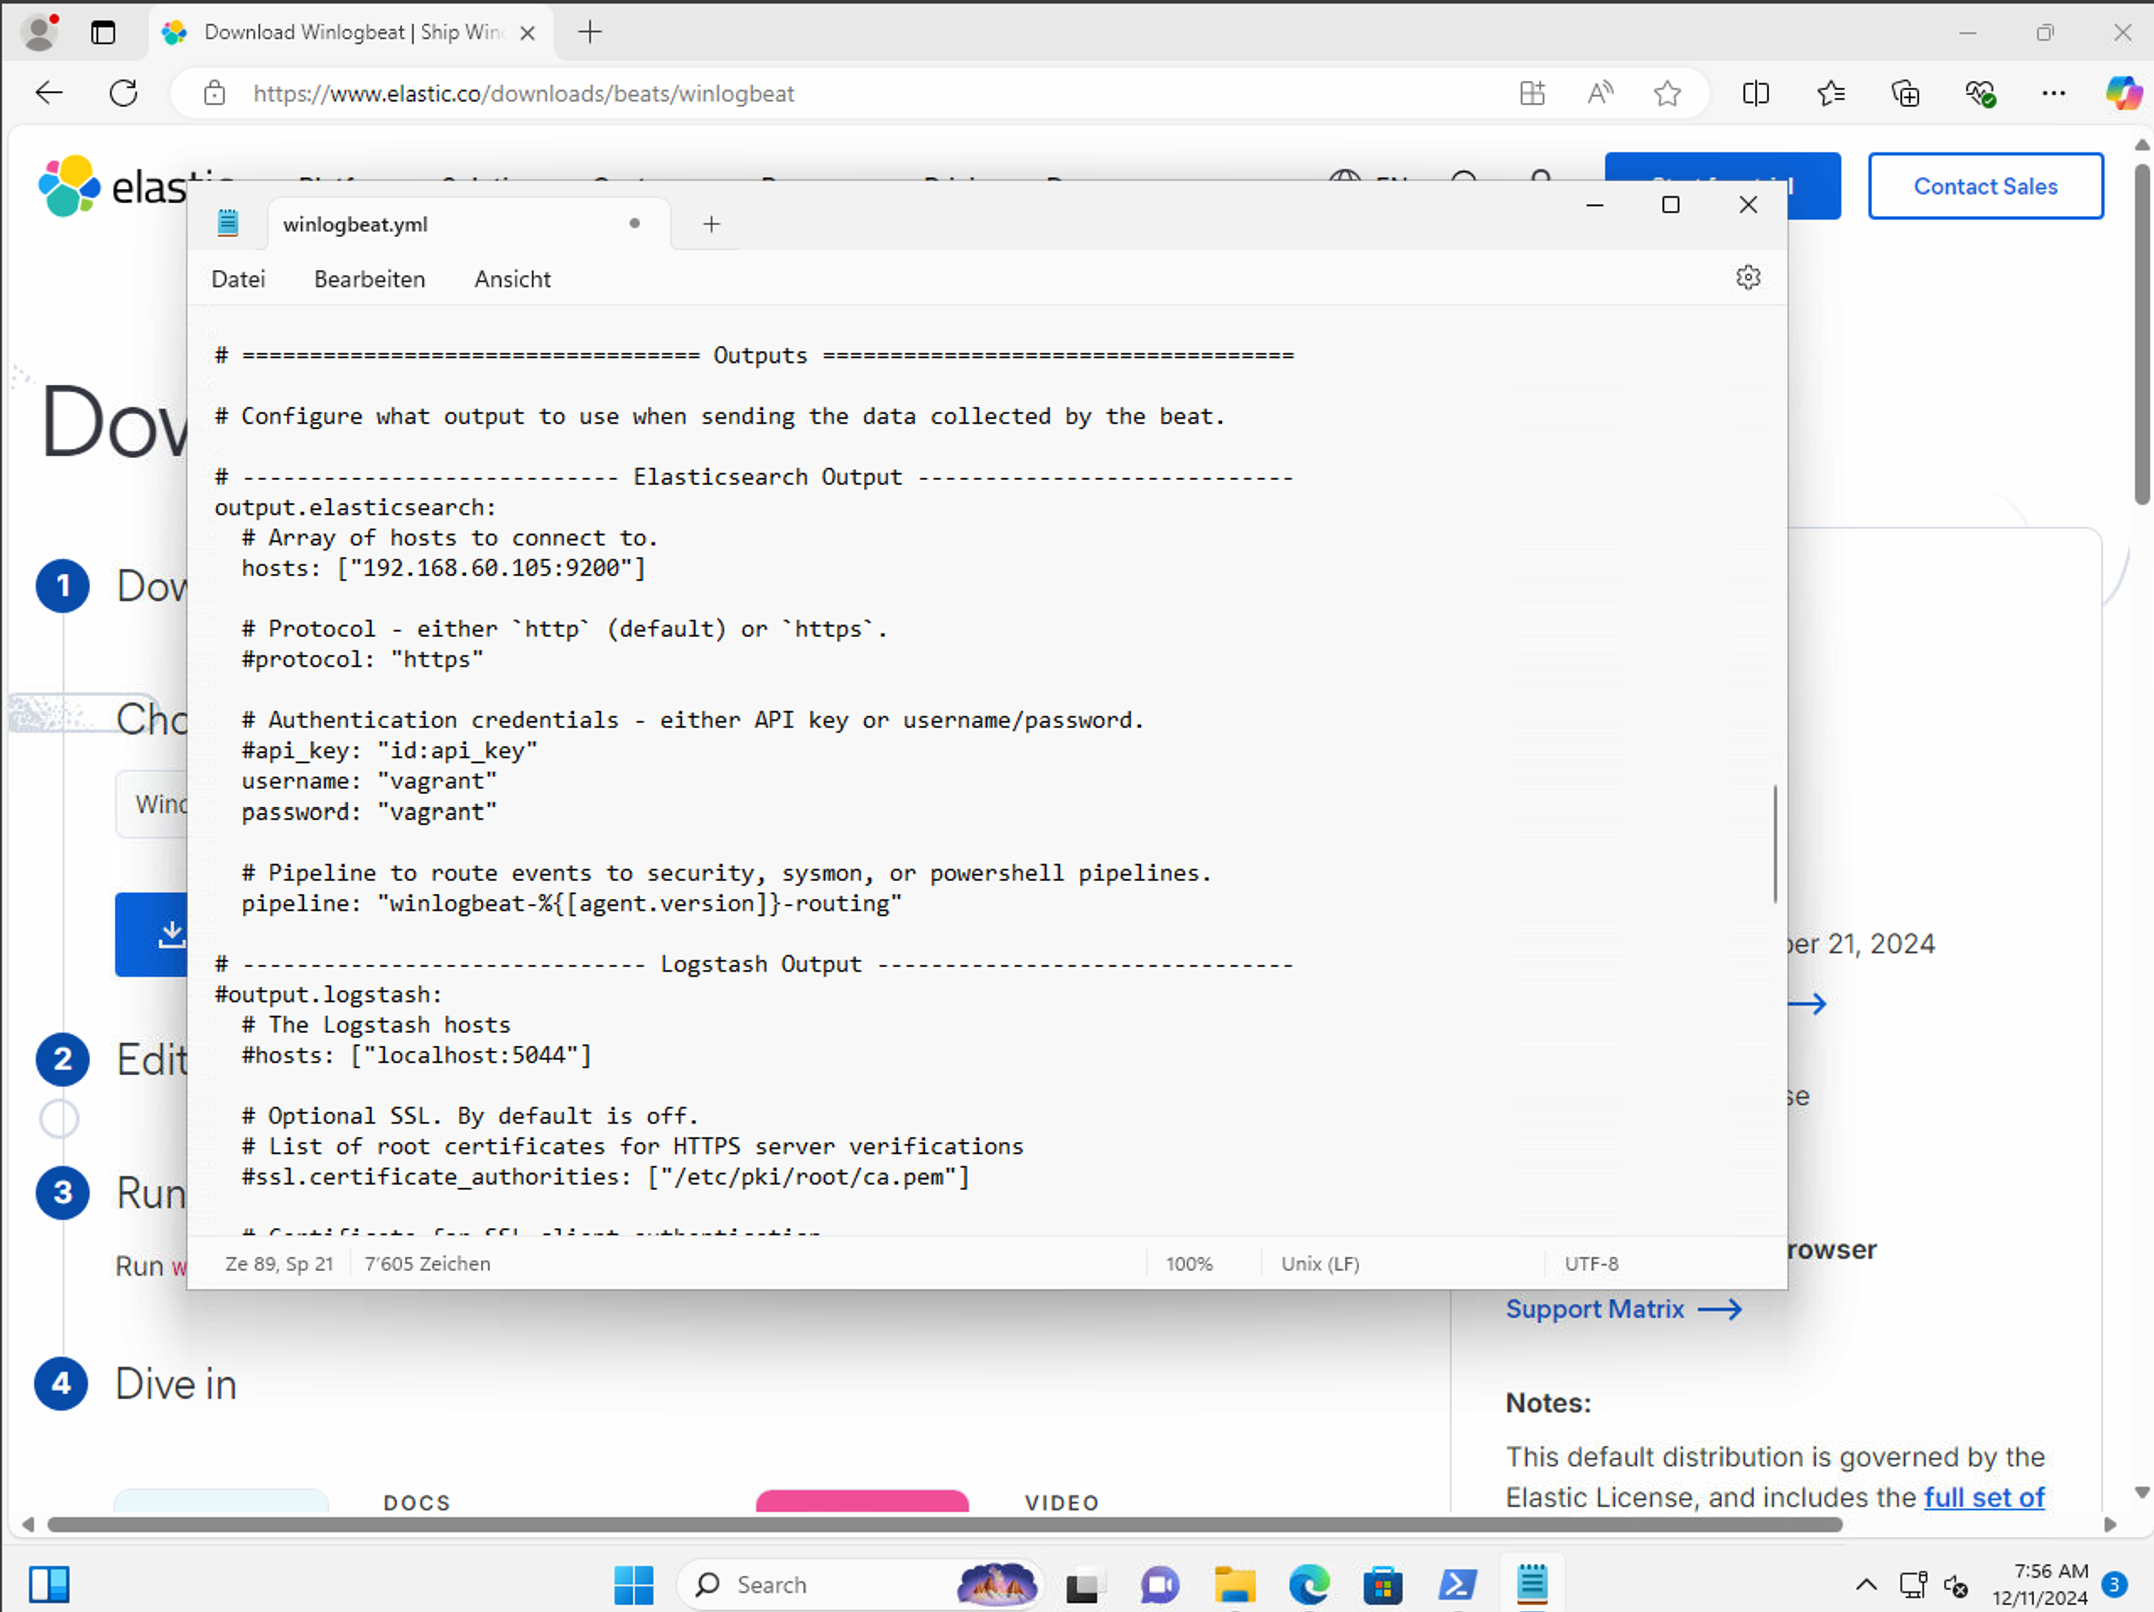 Download Winlogbeat | Ship Win
https://www.elastic.co/downloads/beats/winlogbeat
elastic
Contact Sales
winlogbeat.yml
Datei Bearbeiten Ansicht
# ================================== Outputs ===================================
# Configure what output to use when sending the data collected by the beat.
# ---------------------------- Elasticsearch Output ----------------------------
output.elasticsearch:
# Array of hosts to connect to.
hosts: ["192.168.60.105:9200"]
# Protocol - either `http` (default) or `https`.
#protocol: "https"
# Authentication credentials - either API key or username/password.
#api_key: "id:api_key"
username: "vagrant"
password: "vagrant"
# Pipeline to route events to security, sysmon, or powershell pipelines.
pipeline: "winlogbeat-%{[agent.version]}-routing"
# ------------------------------ Logstash Output -------------------------------
#output.logstash:
# The Logstash hosts
#hosts: ["localhost:5044"]
# Optional SSL. By default is off.
# List of root certificates for HTTPS server verifications
#ssl.certificate_authorities: ["/etc/pki/root/ca.pem"]
# Certificate for SSL client authentication
Ze 89, Sp 21 7’605 Zeichen 100% Unix (LF) UTF-8
Dow
1 Dow
Cho
Wind
2 Edit
3 Run
Run w
4 Dive in
DOCS
VIDEO
ber 21, 2024
se
rowser
Support Matrix
Notes:
This default distribution is governed by the
Elastic License, and includes the full set of
Search
7:56 AM
12/11/2024
3